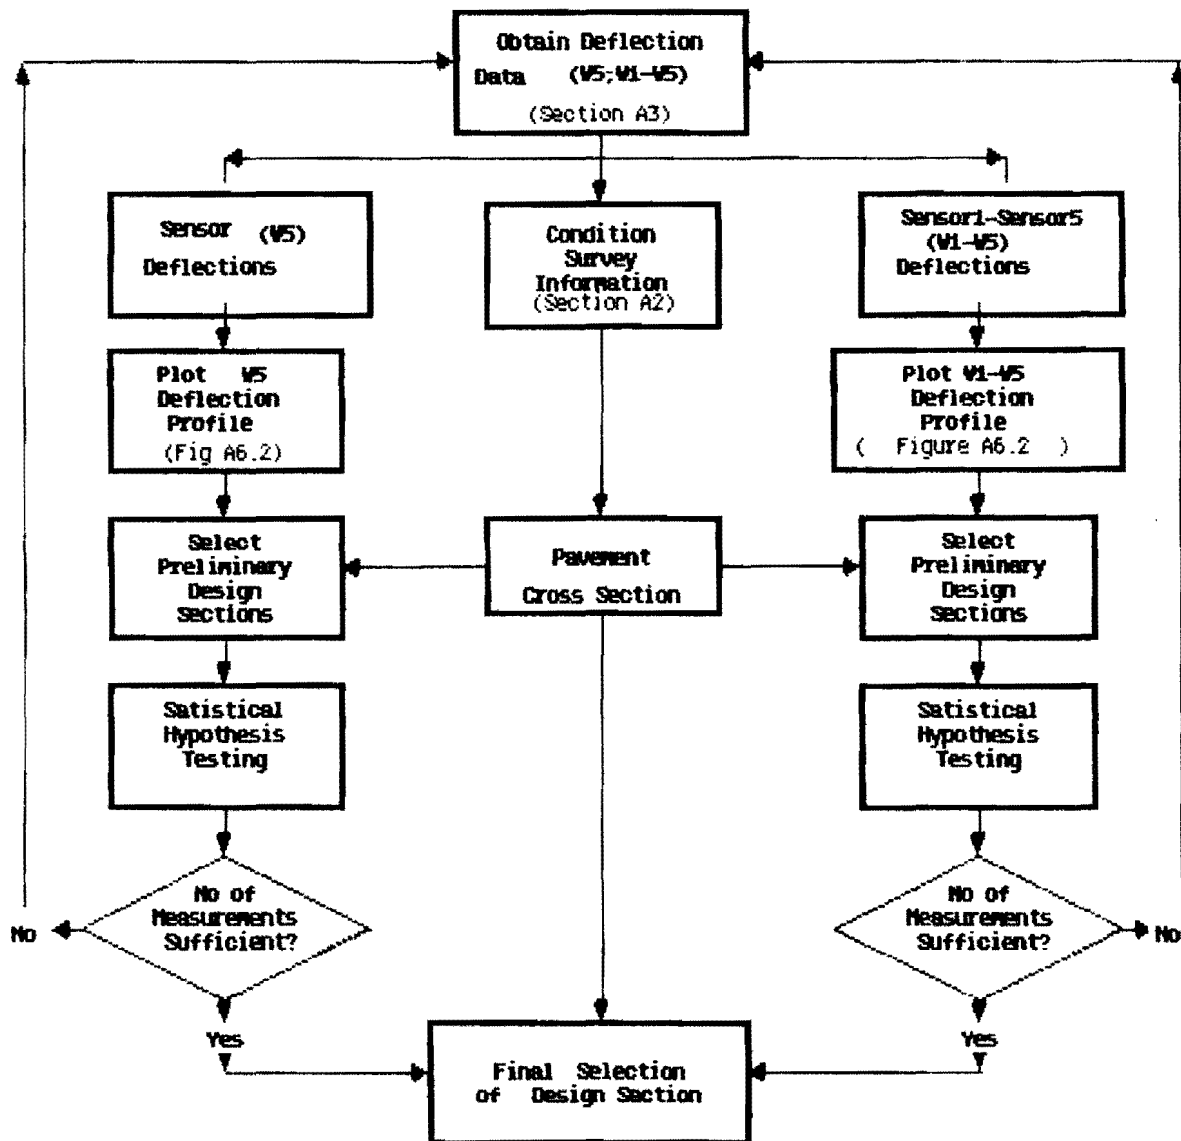 Obtain Deflection
Data (W5;W1-W5)
(Section A3)
Sensor (W5)
Deflections
Condition
Survey
Information
(Section A2)
Sensor1-Sensor5
(W1-W5)
Deflections
Plot W5
Deflection
Profile
(Fig A6.2)
Plot W1-W5
Deflection
Profile
( Figure A6.2 )
Select
Preliminary
Design
Sections
Pavement
Cross Section
Select
Preliminary
Design
Sections
Satistical
Hypothesis
Testing
Satistical
Hypothesis
Testing
No of
Measurements
Sufficient?
No
No of
Measurements
Sufficient?
No
Yes
Yes
Final Selection
of Design Section